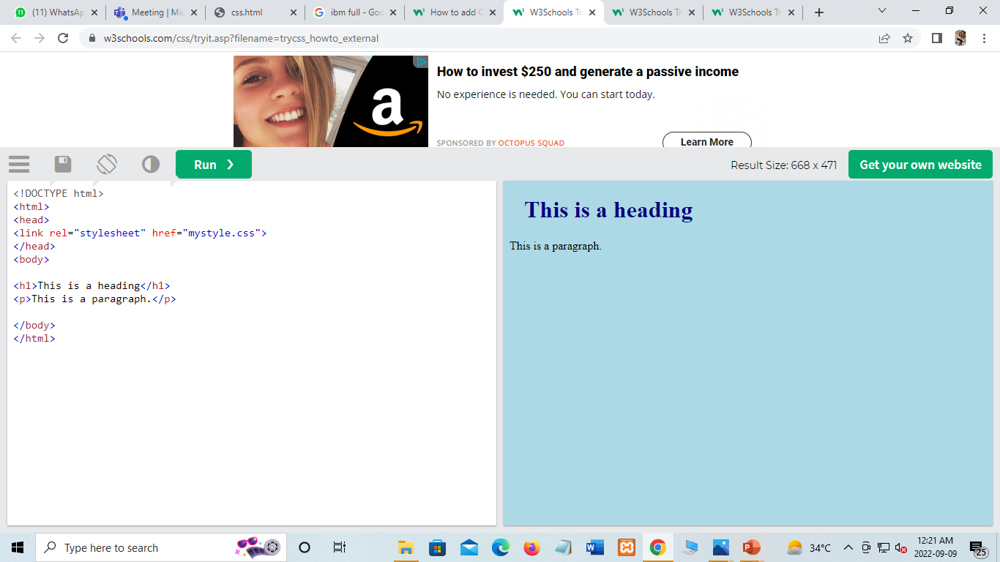 (11) WhatsAp
Meeting | Mic
css.html
ibm full - Goo
How to add C
W3Schools Tr
W3Schools Tr
W3Schools Tr
w3schools.com/css/tryit.asp?filename=trycss_howto_external
a
How to invest $250 and generate a passive income
No experience is needed. You can start today.
SPONSORED BY OCTOPUS SQUAD
Learn More
Run ❯
Result Size: 668 x 471
Get your own website
<!DOCTYPE html>
<html>
<head>
<link rel="stylesheet" href="mystyle.css">
</head>
<body>
<h1>This is a heading</h1>
<p>This is a paragraph.</p>
</body>
</html>
This is a heading
This is a paragraph.
Type here to search
34°C
12:21 AM
2022-09-09
25